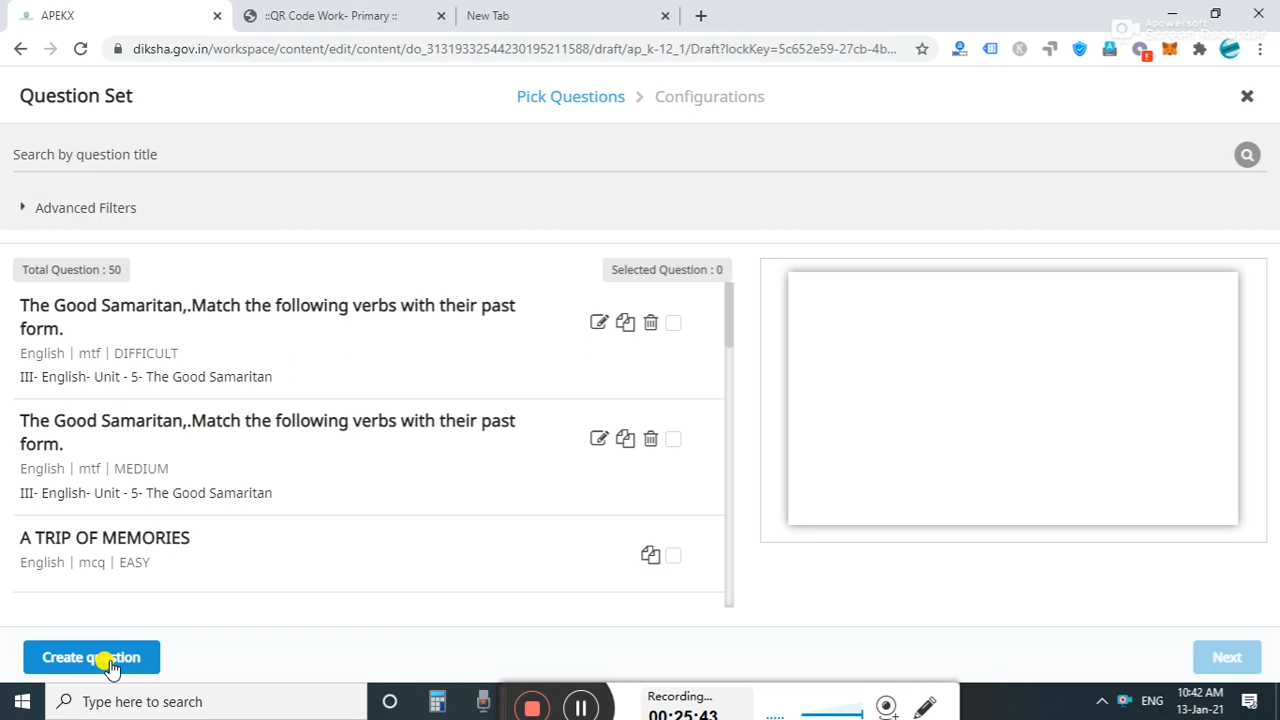 APEKX
::QR Code Work- Primary ::
New Tab
diksha.gov.in/workspace/content/edit/content/do_31319332544230195211588/draft/ap_k-12_1/Draft?lockKey=5c652e59-27cb-4b...
Apowersoft
Screen Recorder
Question Set
Pick Questions > Configurations
Search by question title
Advanced Filters
Total Question : 50
Selected Question : 0
The Good Samaritan,.Match the following verbs with their past
form.
English | mtf | DIFFICULT
III- English- Unit - 5- The Good Samaritan
The Good Samaritan,.Match the following verbs with their past
form.
English | mtf | MEDIUM
III- English- Unit - 5- The Good Samaritan
A TRIP OF MEMORIES
English | mcq | EASY
Create question
Next
Type here to search
Recording...
00:25:43
ENG
10:42 AM
13-Jan-21